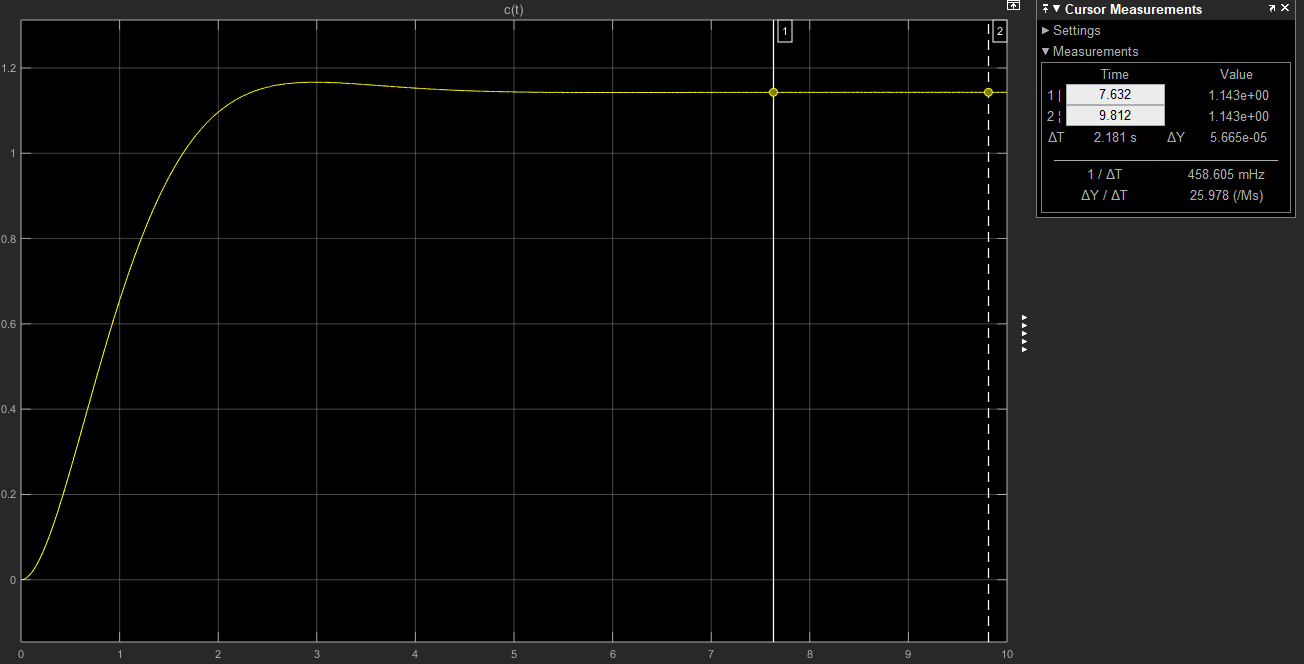 c(t)
1.2
1
0.8
0.6
0.4
0.2
0
0 1 2 3 4 5 6 7 8 9 10
1
2
Cursor Measurements
Settings
Measurements
Time Value
1 | 7.632 1.143e+00
2 ¦ 9.812 1.143e+00
ΔT 2.181 s ΔY 5.665e-05
1 / ΔT 458.605 mHz
ΔY / ΔT 25.978 (/Ms)